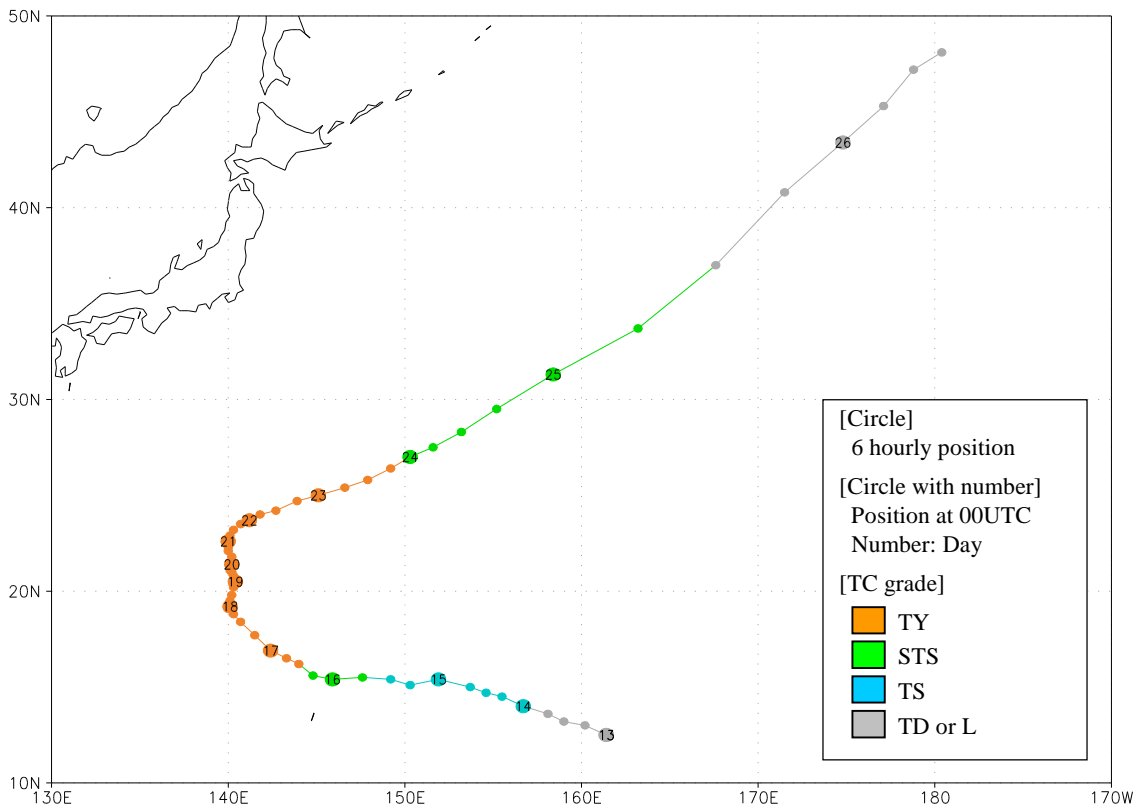 50N
40N
30N
20N
10N
130E 140E 150E 160E 170E 180 170W
26
25
24
23
22
21
20
19
18
17
16
15
14
13
[Circle]
6 hourly position
[Circle with number]
Position at 00UTC
Number: Day
[TC grade]
TY
STS
TS
TD or L